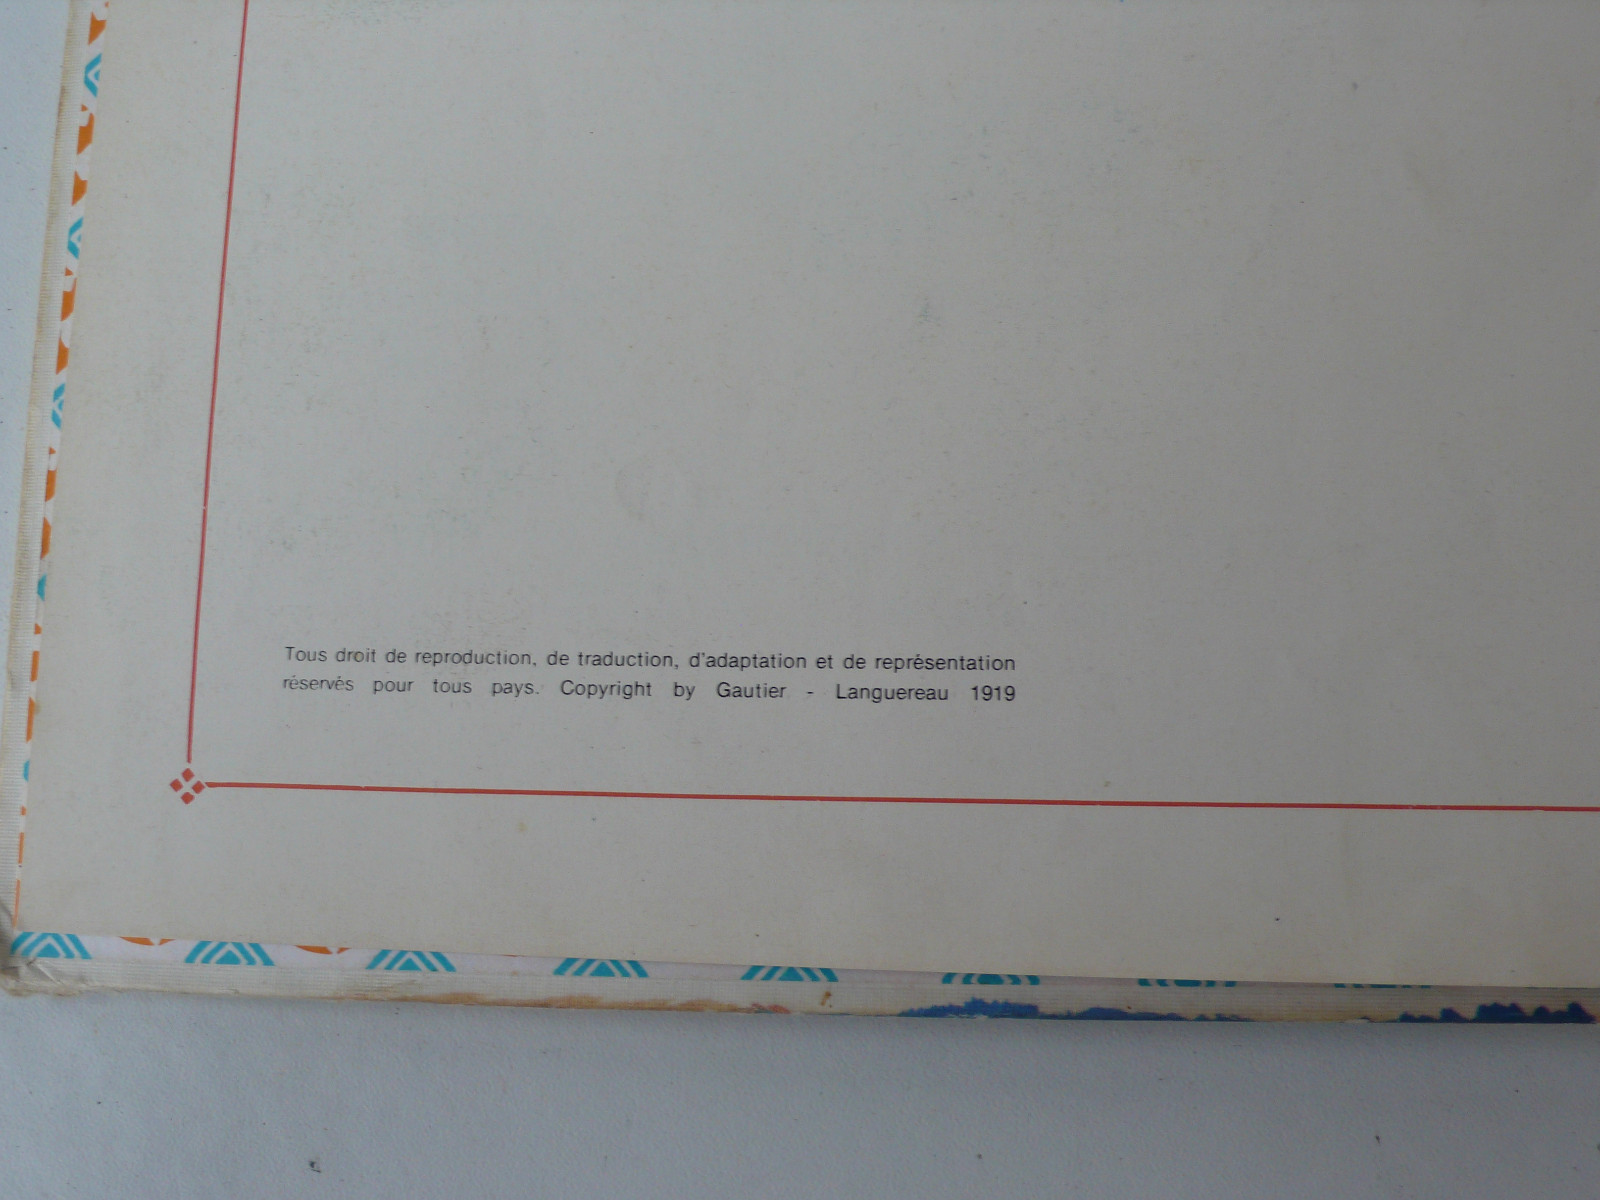 Tous droit de reproduction, de traduction, d'adaptation et de représentation
réservés pour tous pays. Copyright by Gautier - Languereau 1919